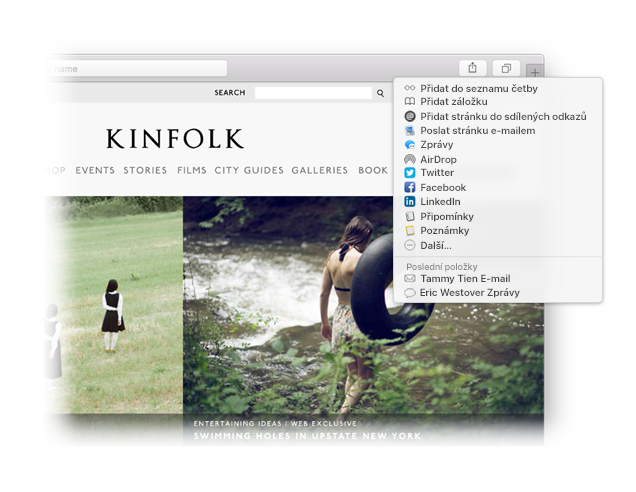 name
SEARCH
KINFOLK
EVENTS STORIES FILMS CITY GUIDES GALLERIES BOOK
Přidat do seznamu četby
Přidat záložku
Přidat stránku do sdílených odkazů
Poslat stránku e-mailem
Zprávy
AirDrop
Twitter
Facebook
LinkedIn
Připomínky
Poznámky
Další...
Poslední položky
Tammy Tien E-mail
Eric Westover Zprávy
ENTERTAINING IDEAS / WEB EXCLUSIVE
SWIMMING HOLES IN UPSTATE NEW YORK